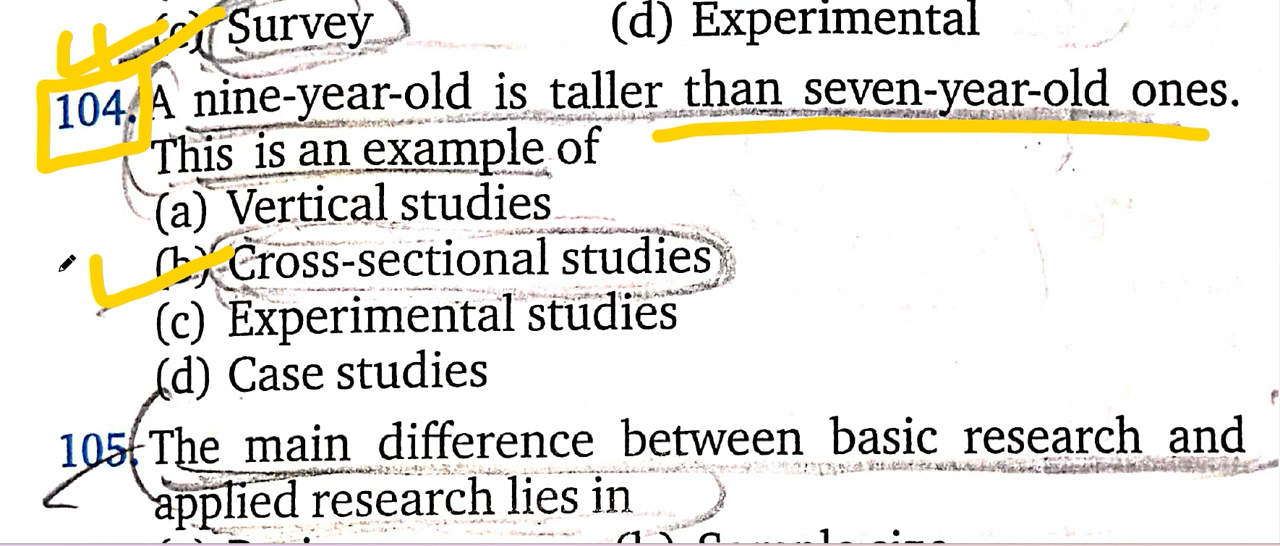 (c) Survey (d) Experimental
104. A nine-year-old is taller than seven-year-old ones.
This is an example of
(a) Vertical studies
(b) Cross-sectional studies
(c) Experimental studies
(d) Case studies
105. The main difference between basic research and
applied research lies in